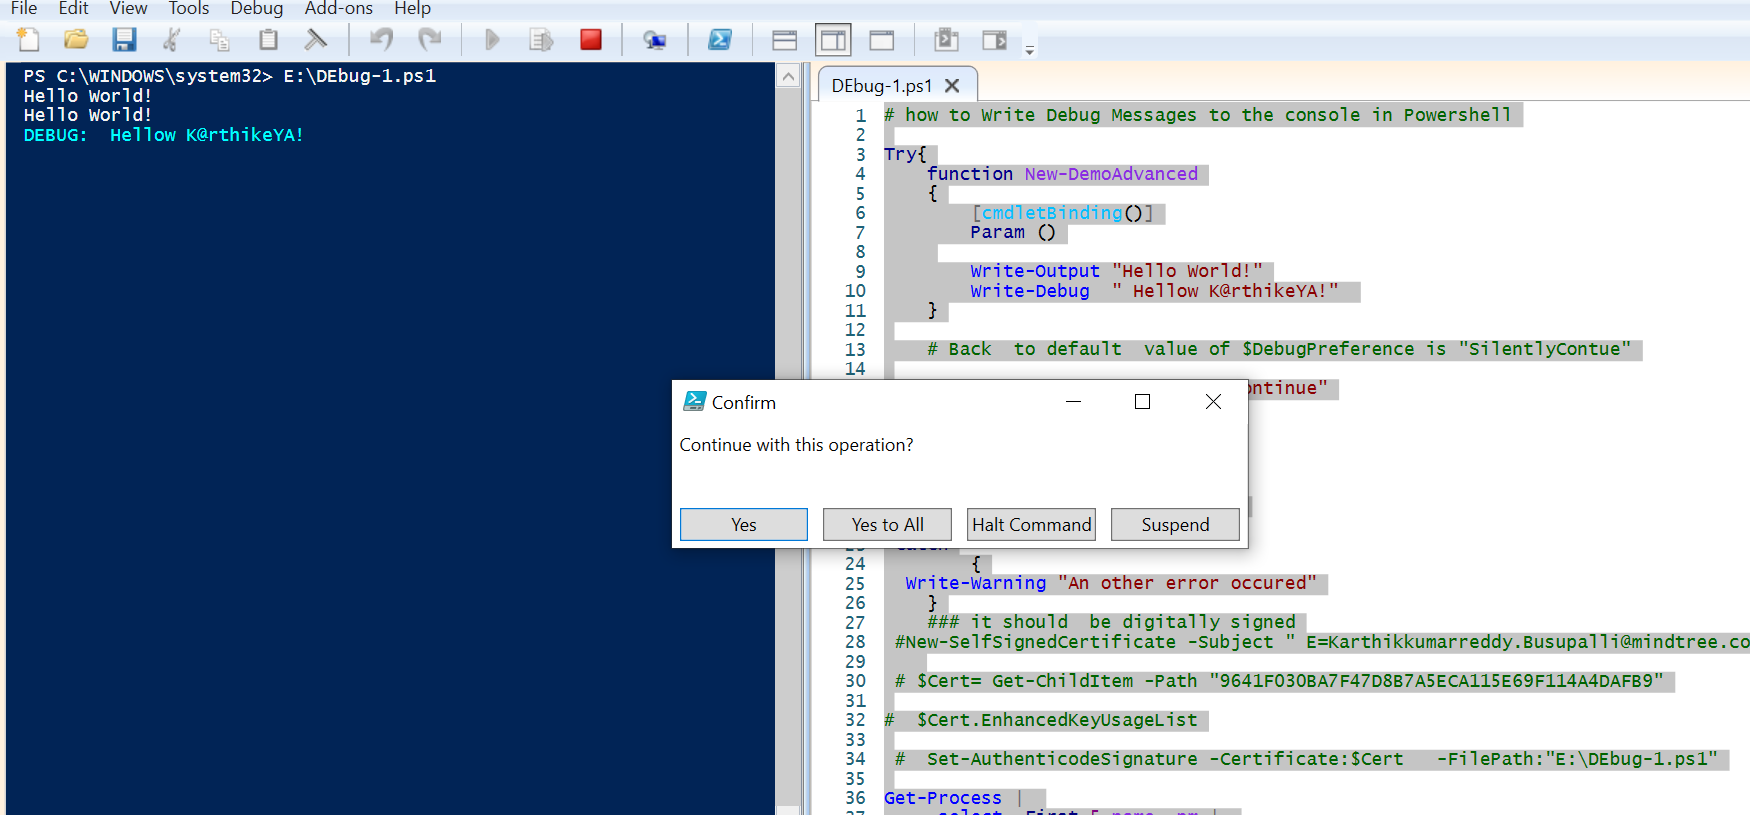 File Edit View Tools Debug Add-ons Help
PS C:\WINDOWS\system32> E:\DEbug-1.ps1
Hello World!
Hello World!
DEBUG:  Hellow K@rthikeYA!
DEbug-1.ps1
1 # how to Write Debug Messages to the console in Powershell
2
3 Try{
4 function New-DemoAdvanced
5 {
6 [cmdletBinding()]
7 Param ()
8
9 Write-Output "Hello World!"
10 Write-Debug  " Hellow K@rthikeYA!"
11 }
12
13 # Back  to default  value of $DebugPreference is "SilentlyContue"
14
ontinue"
Confirm
Continue with this operation?
Yes
Yes to All
Halt Command
Suspend
24 {
25 Write-Warning "An other error occured"
26 }
27 ### it should  be digitally signed
28 #New-SelfSignedCertificate -Subject " E=Karthikkumarreddy.Busupalli@mindtree.co
29
30 # $Cert= Get-ChildItem -Path "9641F030BA7F47D8B7A5ECA115E69F114A4DAFB9"
31
32 #  $Cert.EnhancedKeyUsageList
33
34 #  Set-AuthenticodeSignature -Certificate:$Cert   -FilePath:"E:\DEbug-1.ps1"
35
36 Get-Process |